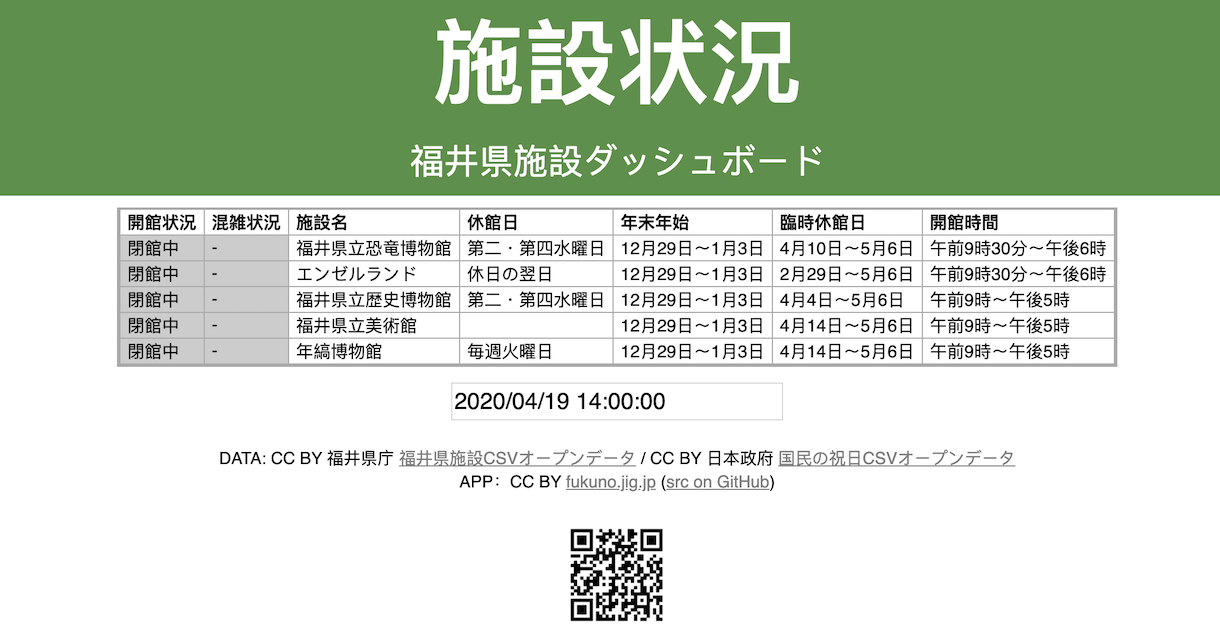 施設状況
福井県施設ダッシュボード
開館状況 混雑状況 施設名 休館日 年末年始 臨時休館日 開館時間
閉館中 - 福井県立恐竜博物館 第二・第四水曜日 12月29日〜1月3日 4月10日〜5月6日 午前9時30分〜午後6時
閉館中 - エンゼルランド 休日の翌日 12月29日〜1月3日 2月29日〜5月6日 午前9時30分〜午後6時
閉館中 - 福井県立歴史博物館 第二・第四水曜日 12月29日〜1月3日 4月4日〜5月6日 午前9時〜午後5時
閉館中 - 福井県立美術館 12月29日〜1月3日 4月14日〜5月6日 午前9時〜午後5時
閉館中 - 年縞博物館 毎週火曜日 12月29日〜1月3日 4月14日〜5月6日 午前9時〜午後5時
2020/04/19 14:00:00
DATA: CC BY 福井県庁 福井県施設CSVオープンデータ / CC BY 日本政府 国民の祝日CSVオープンデータ
APP：CC BY fukuno.jig.jp (src on GitHub)